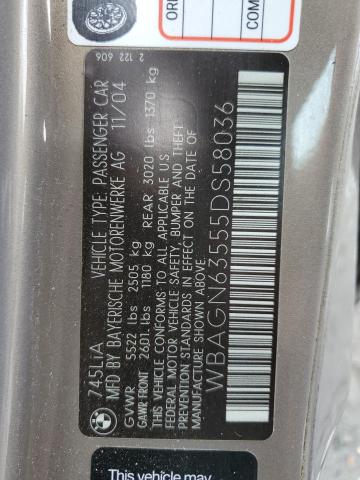 745LiA VEHICLE TYPE: PASSENGER CAR
MFD BY BAYERISCHE MOTORENWERKE AG 11/04
GVWR 5522 lbs 2505 kg
GAWR FRONT 2601 lbs 1180 kg REAR 3020 lbs 1370 kg
THIS VEHICLE CONFORMS TO ALL APPLICABLE US
FEDERAL MOTOR VEHICLE SAFETY, BUMPER AND THEFT
PREVENTION STANDARDS IN EFFECT ON THE DATE OF
MANUFACTURE SHOWN ABOVE.
WBAGN63555DS58036
2 122 606
ORI
COM
This vehicle may